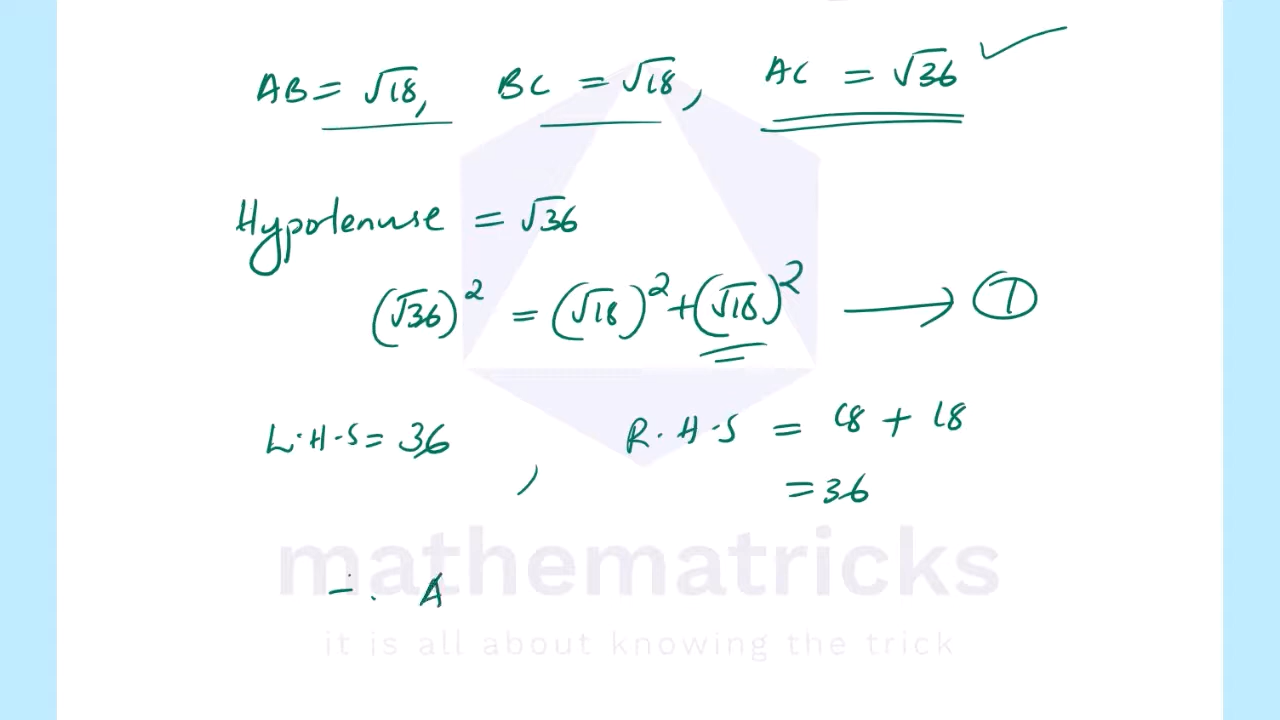 AB = √18, BC = √18, AC = √36 ✓
Hypotenuse = √36
(√36)² = (√18)² + (√18)² → ①
L.H.S = 36 , R.H.S = 18 + 18
= 36
mathematricks
∴ A
it is all about knowing the trick